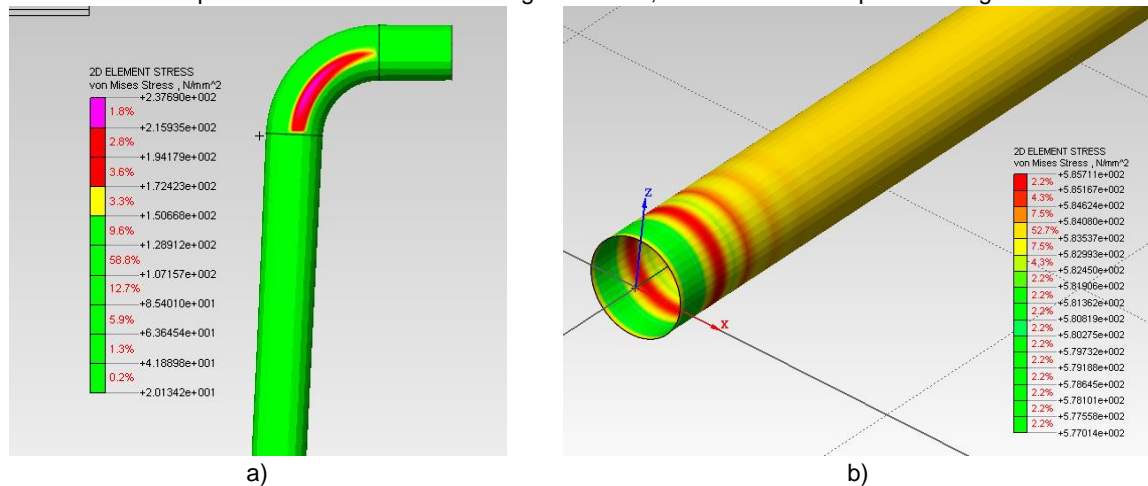 2D ELEMENT STRESS
von Mises Stress , N/mm^2
+2.37690e+002
1.8%
+2.15935e+002
2.8%
+1.94179e+002
3.6%
+1.72423e+002
3.3%
+1.50668e+002
9.6%
+1.28912e+002
58.8%
+1.07157e+002
12.7%
+8.54010e+001
5.9%
+6.36454e+001
1.3%
+4.18898e+001
0.2%
+2.01342e+001
a)
Z
X
2D ELEMENT STRESS
von Mises Stress , N/mm^2
+5.85711e+002
2.2%
+5.85167e+002
4.3%
+5.84624e+002
7.5%
+5.84080e+002
52.7%
+5.83537e+002
7.5%
+5.82993e+002
4,3%
+5.82450e+002
2.2%
+5.81906e+002
2.2%
+5.81362e+002
2.2%
+5.80819e+002
2.2%
+5.80275e+002
2.2%
+5.79732e+002
2.2%
+5.79188e+002
2.2%
+5.78645e+002
2.2%
+5.78101e+002
2.2%
+5.77558e+002
2.2%
+5.77014e+002
b)